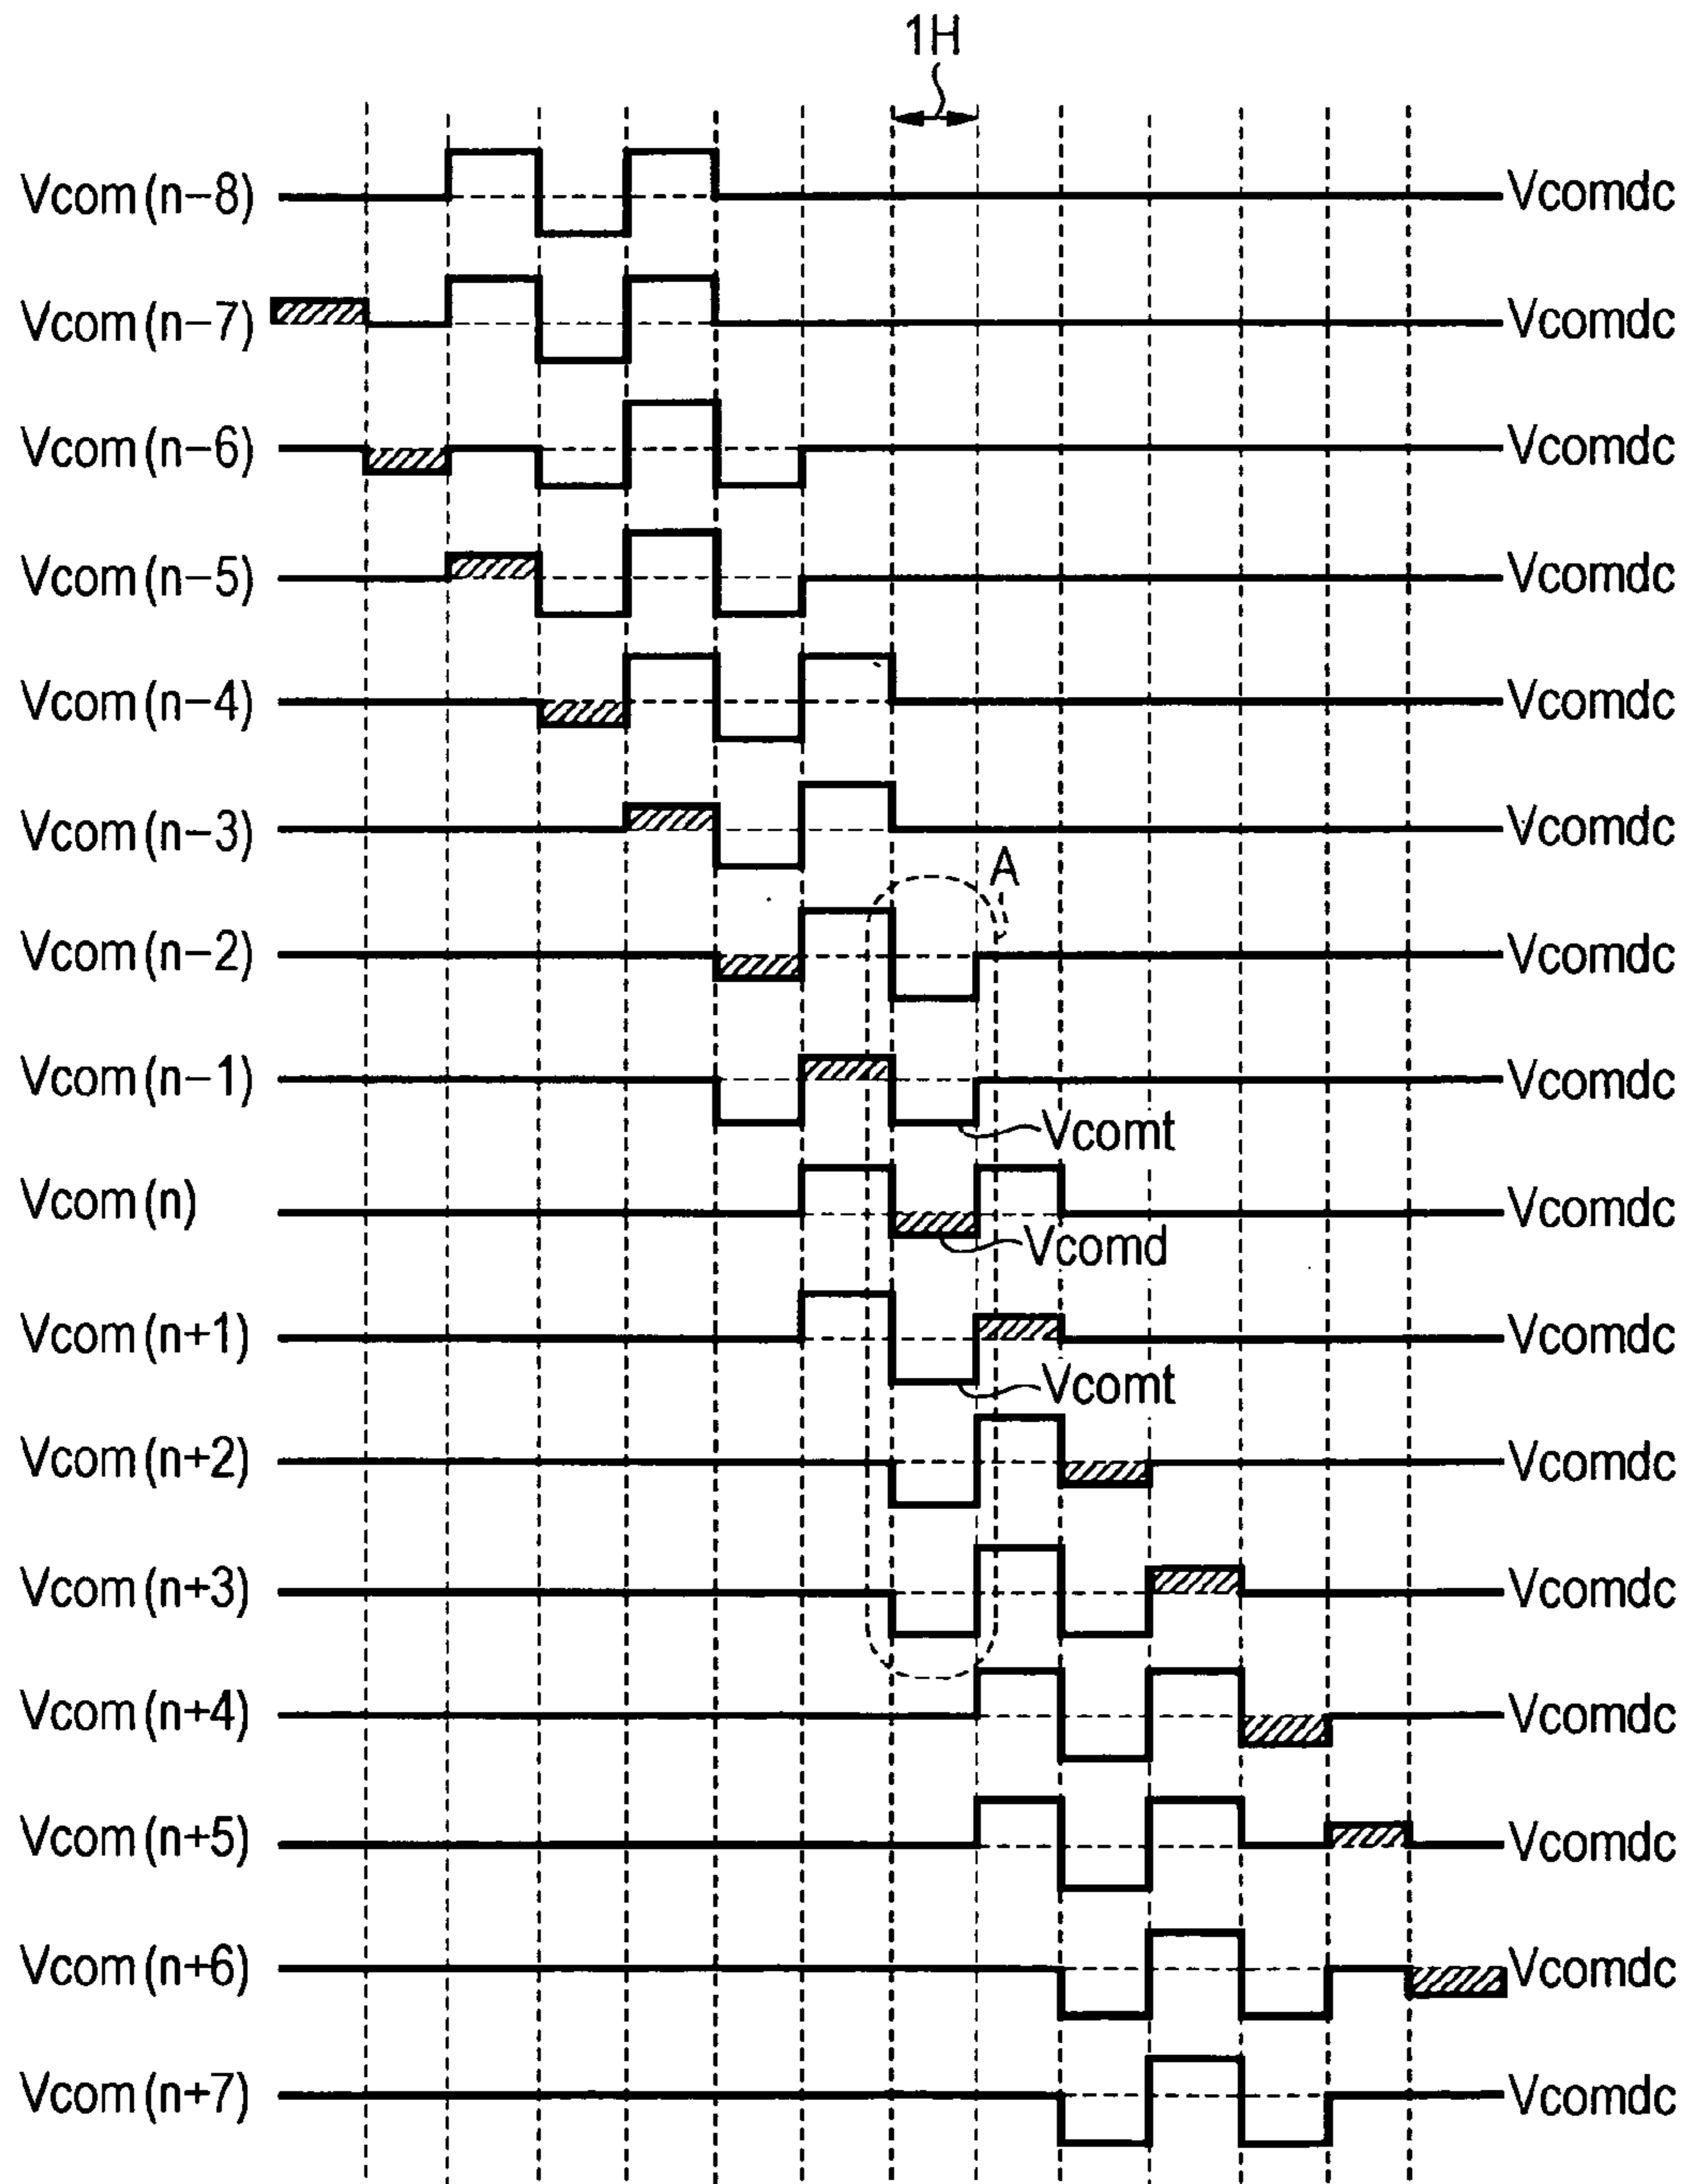 1H
Vcom(n−8) Vcomdc
Vcom(n−7) Vcomdc
Vcom(n−6) Vcomdc
Vcom(n−5) Vcomdc
Vcom(n−4) Vcomdc
Vcom(n−3) Vcomdc
A
Vcom(n−2) Vcomdc
Vcom(n−1) Vcomdc
Vcomt
Vcom(n) Vcomdc
Vcomd
Vcom(n+1) Vcomdc
Vcomt
Vcom(n+2) Vcomdc
Vcom(n+3) Vcomdc
Vcom(n+4) Vcomdc
Vcom(n+5) Vcomdc
Vcom(n+6) Vcomdc
Vcom(n+7) Vcomdc